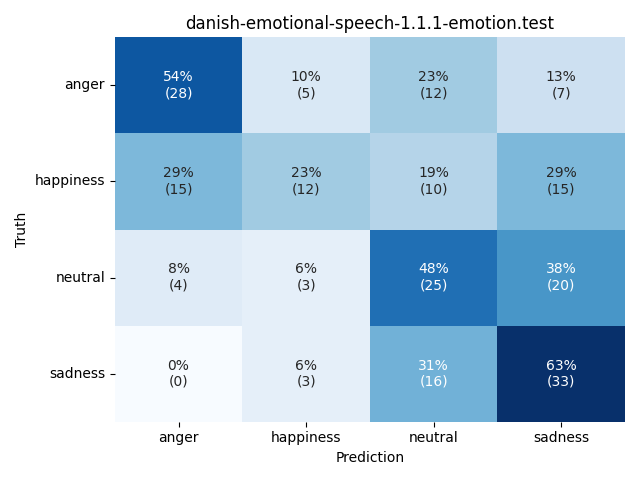 danish-emotional-speech-1.1.1-emotion.test
Truth
anger
54%
(28)
10%
(5)
23%
(12)
13%
(7)
happiness
29%
(15)
23%
(12)
19%
(10)
29%
(15)
neutral
8%
(4)
6%
(3)
48%
(25)
38%
(20)
sadness
0%
(0)
6%
(3)
31%
(16)
63%
(33)
anger
happiness
neutral
sadness
Prediction